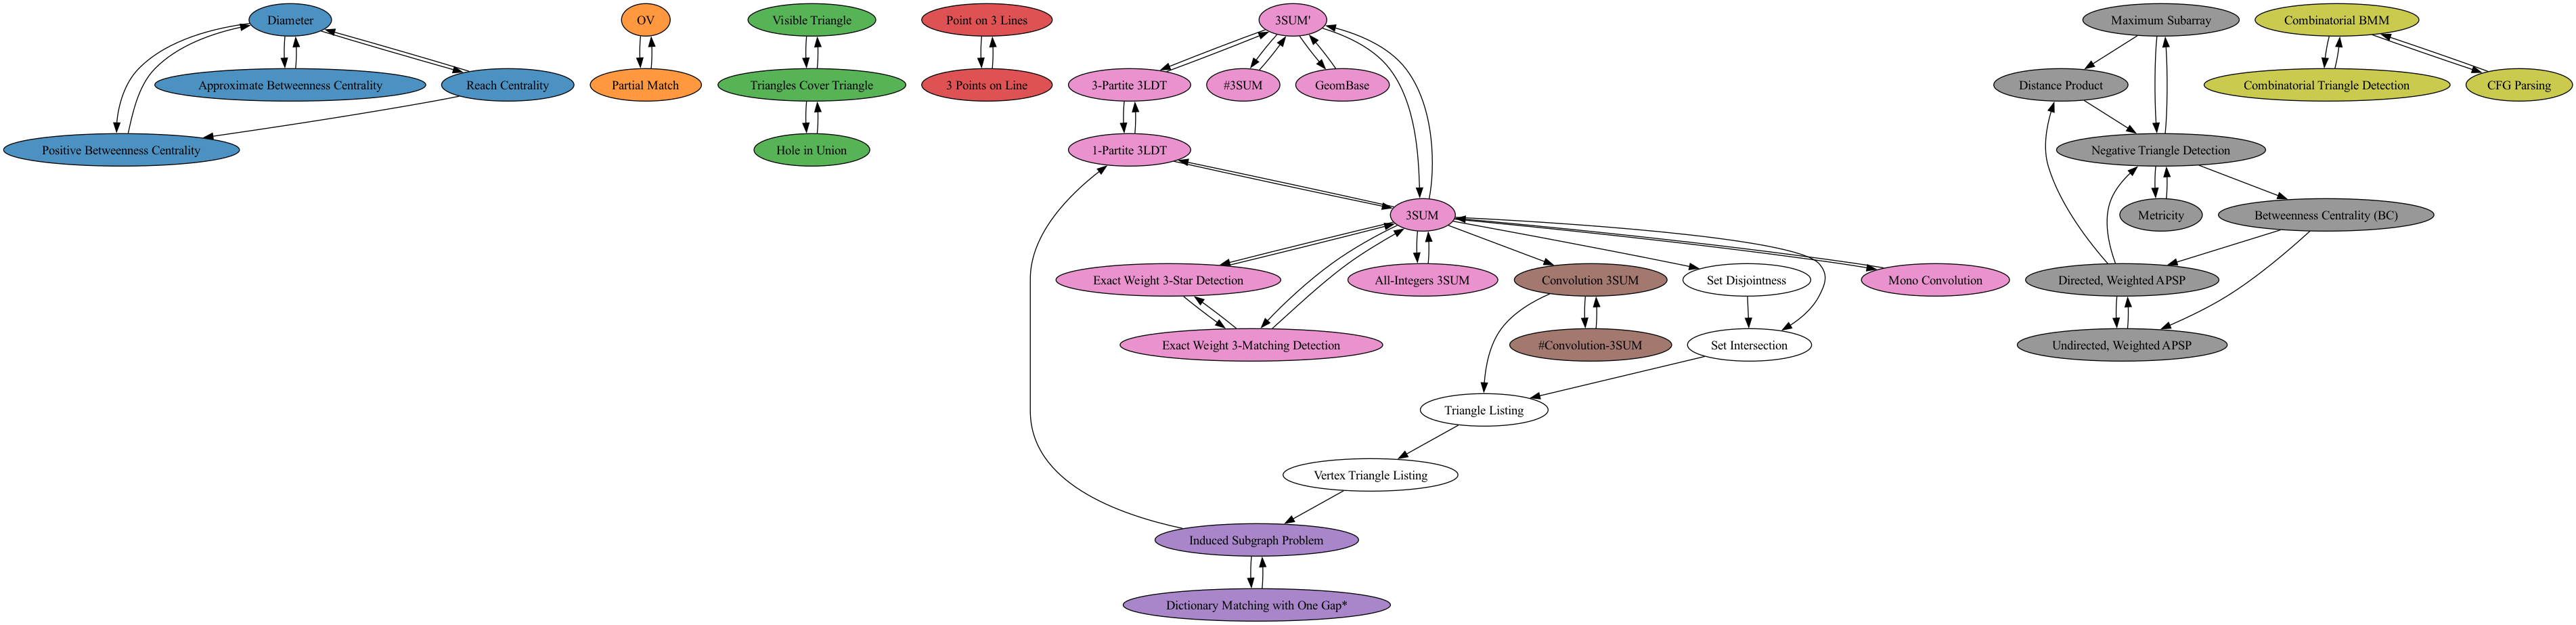 Diameter
OV
Visible Triangle
Point on 3 Lines
3SUM'
Maximum Subarray
Combinatorial BMM
Approximate Betweenness Centrality
Reach Centrality
Partial Match
Triangles Cover Triangle
3 Points on Line
3-Partite 3LDT
#3SUM
GeomBase
Distance Product
Combinatorial Triangle Detection
CFG Parsing
Positive Betweenness Centrality
Hole in Union
1-Partite 3LDT
Negative Triangle Detection
3SUM
Metricity
Betweenness Centrality (BC)
Exact Weight 3-Star Detection
All-Integers 3SUM
Convolution 3SUM
Set Disjointness
Mono Convolution
Directed, Weighted APSP
Exact Weight 3-Matching Detection
#Convolution-3SUM
Set Intersection
Undirected, Weighted APSP
Triangle Listing
Vertex Triangle Listing
Induced Subgraph Problem
Dictionary Matching with One Gap*